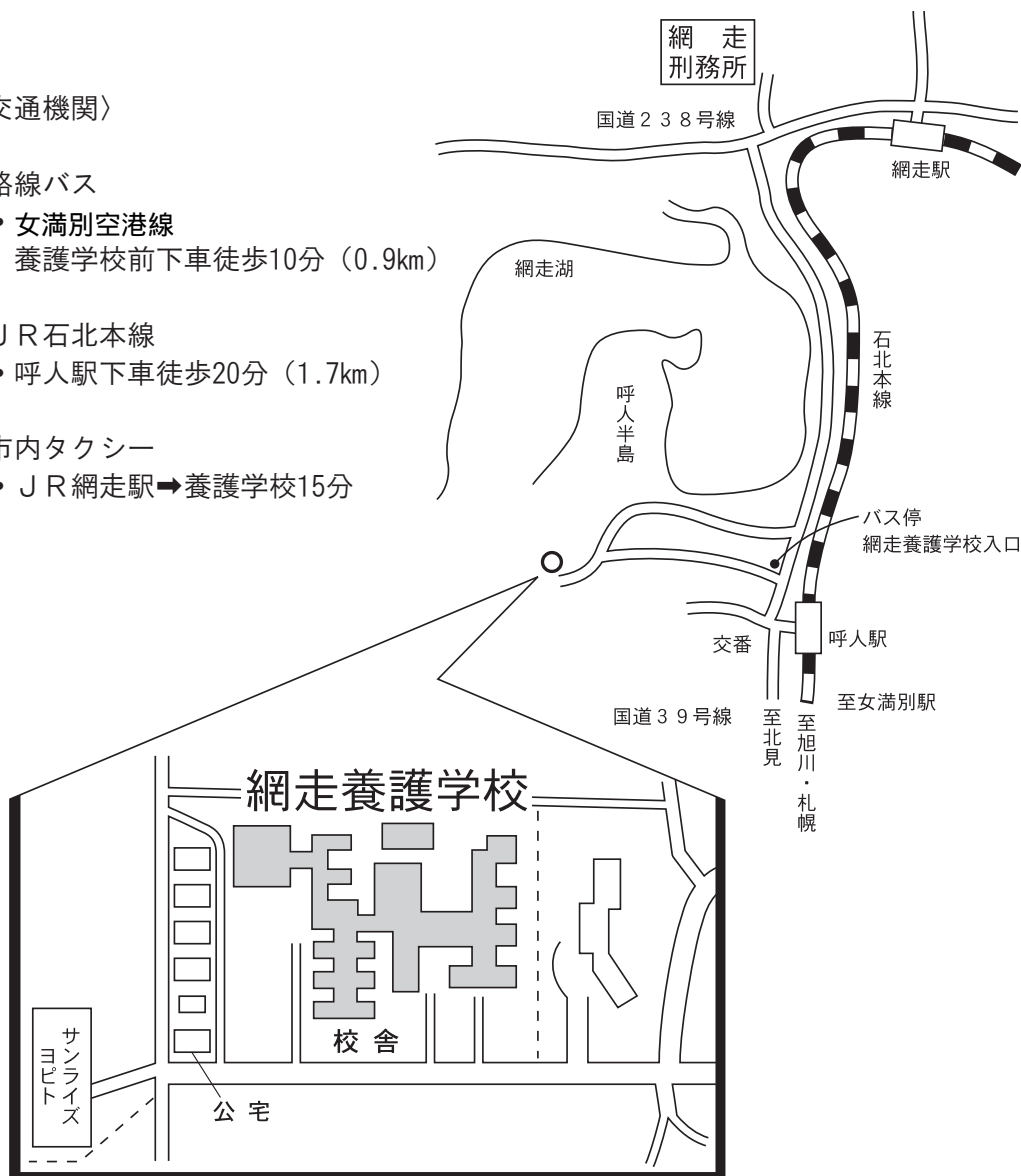 交通機関〉
路線バス
・女満別空港線
養護学校前下車徒歩10分（0.9km）
ＪＲ石北本線
・呼人駅下車徒歩20分（1.7km）
市内タクシー
・ＪＲ網走駅➡養護学校15分
網走
刑務所
国道２３８号線
網走駅
網走湖
石北本線
呼人半島
バス停
網走養護学校入口
交番
呼人駅
至女満別駅
国道３９号線
至北見
至旭川・札幌
網走養護学校
校舎
サンライズ
ヨピト
公宅